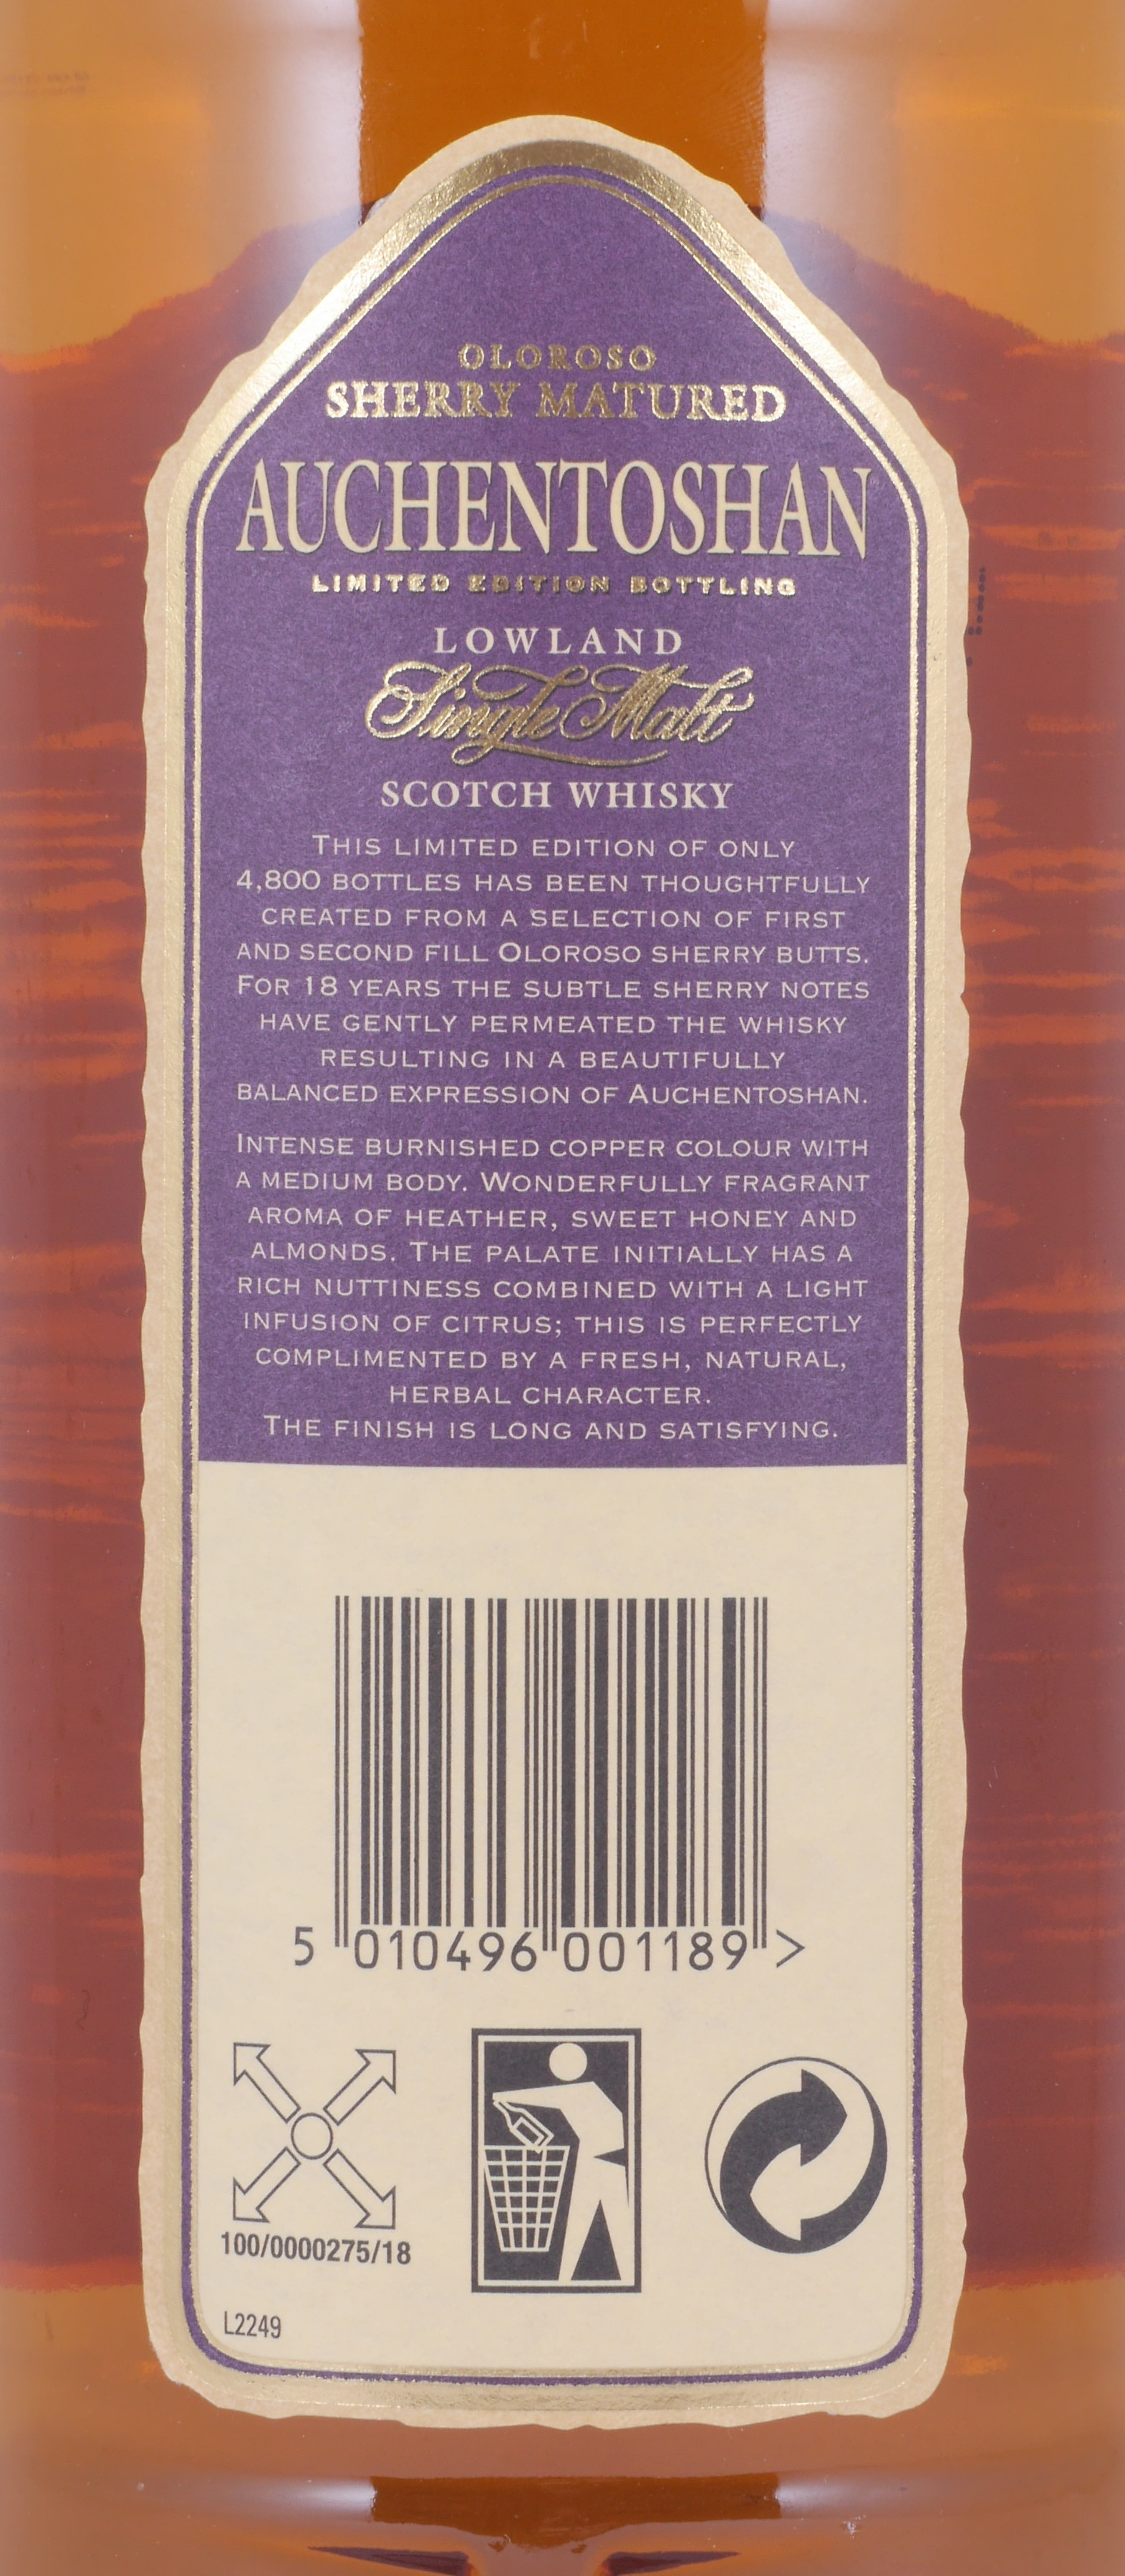 OLOROSO
SHERRY MATURED
AUCHENTOSHAN
LIMITED EDITION BOTTLING
LOWLAND
Single Malt
SCOTCH WHISKY
THIS LIMITED EDITION OF ONLY
4,800 BOTTLES HAS BEEN THOUGHTFULLY
CREATED FROM A SELECTION OF FIRST
AND SECOND FILL OLOROSO SHERRY BUTTS.
FOR 18 YEARS THE SUBTLE SHERRY NOTES
HAVE GENTLY PERMEATED THE WHISKY
RESULTING IN A BEAUTIFULLY
BALANCED EXPRESSION OF AUCHENTOSHAN.
INTENSE BURNISHED COPPER COLOUR WITH
A MEDIUM BODY. WONDERFULLY FRAGRANT
AROMA OF HEATHER, SWEET HONEY AND
ALMONDS. THE PALATE INITIALLY HAS A
RICH NUTTINESS COMBINED WITH A LIGHT
INFUSION OF CITRUS; THIS IS PERFECTLY
COMPLIMENTED BY A FRESH, NATURAL,
HERBAL CHARACTER.
THE FINISH IS LONG AND SATISFYING.
5 010496 001189 >
100/0000275/18
L2249